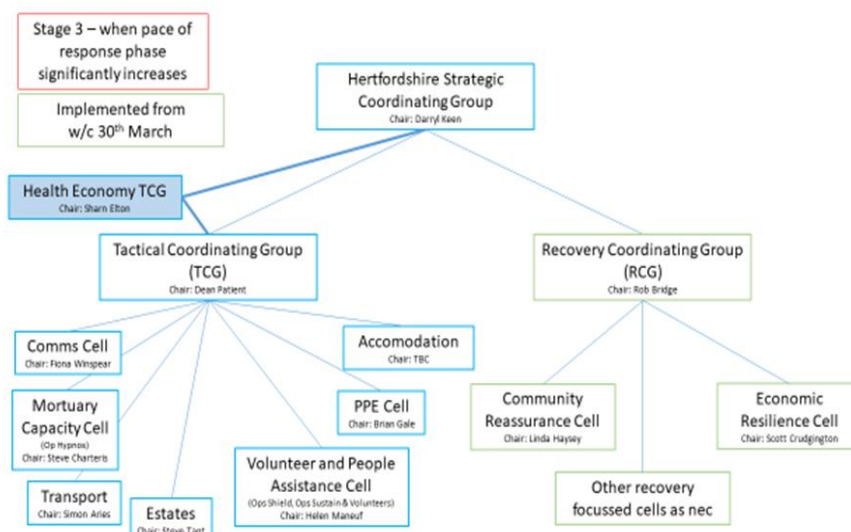 Stage 3 – when pace of
response phase
significantly increases
Implemented from
w/c 30th March
Hertfordshire Strategic
Coordinating Group
Chair: Darryl Keen
Health Economy TCG
Chair: Sharn Elton
Tactical Coordinating Group
(TCG)
Chair: Dean Patient
Recovery Coordinating Group
(RCG)
Chair: Rob Bridge
Comms Cell
Chair: Fiona Winspear
Accomodation
Chair: TBC
Mortuary
Capacity Cell
(Op Hypnos)
Chair: Steve Charteris
PPE Cell
Chair: Brian Gale
Community
Reassurance Cell
Chair: Linda Haysey
Economic
Resilience Cell
Chair: Scott Crudgington
Transport
Chair: Simon Aries
Estates
Chair: Steve Tant
Volunteer and People
Assistance Cell
(Ops Shield, Ops Sustain & Volunteers)
Chair: Helen Maneuf
Other recovery
focussed cells as nec